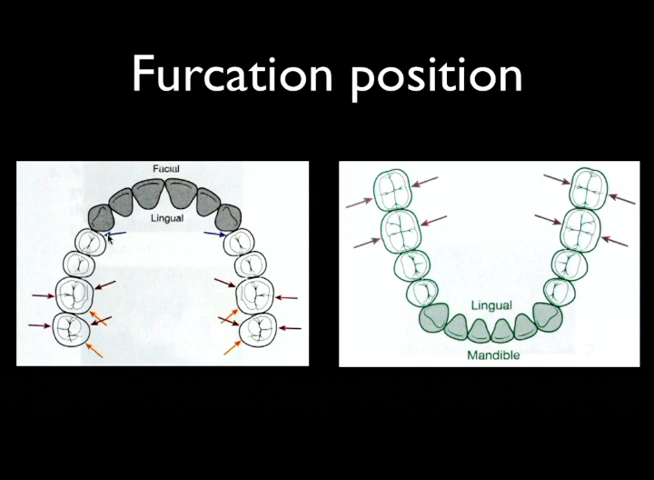 Furcation position
Facial
Lingual
Lingual
Mandible